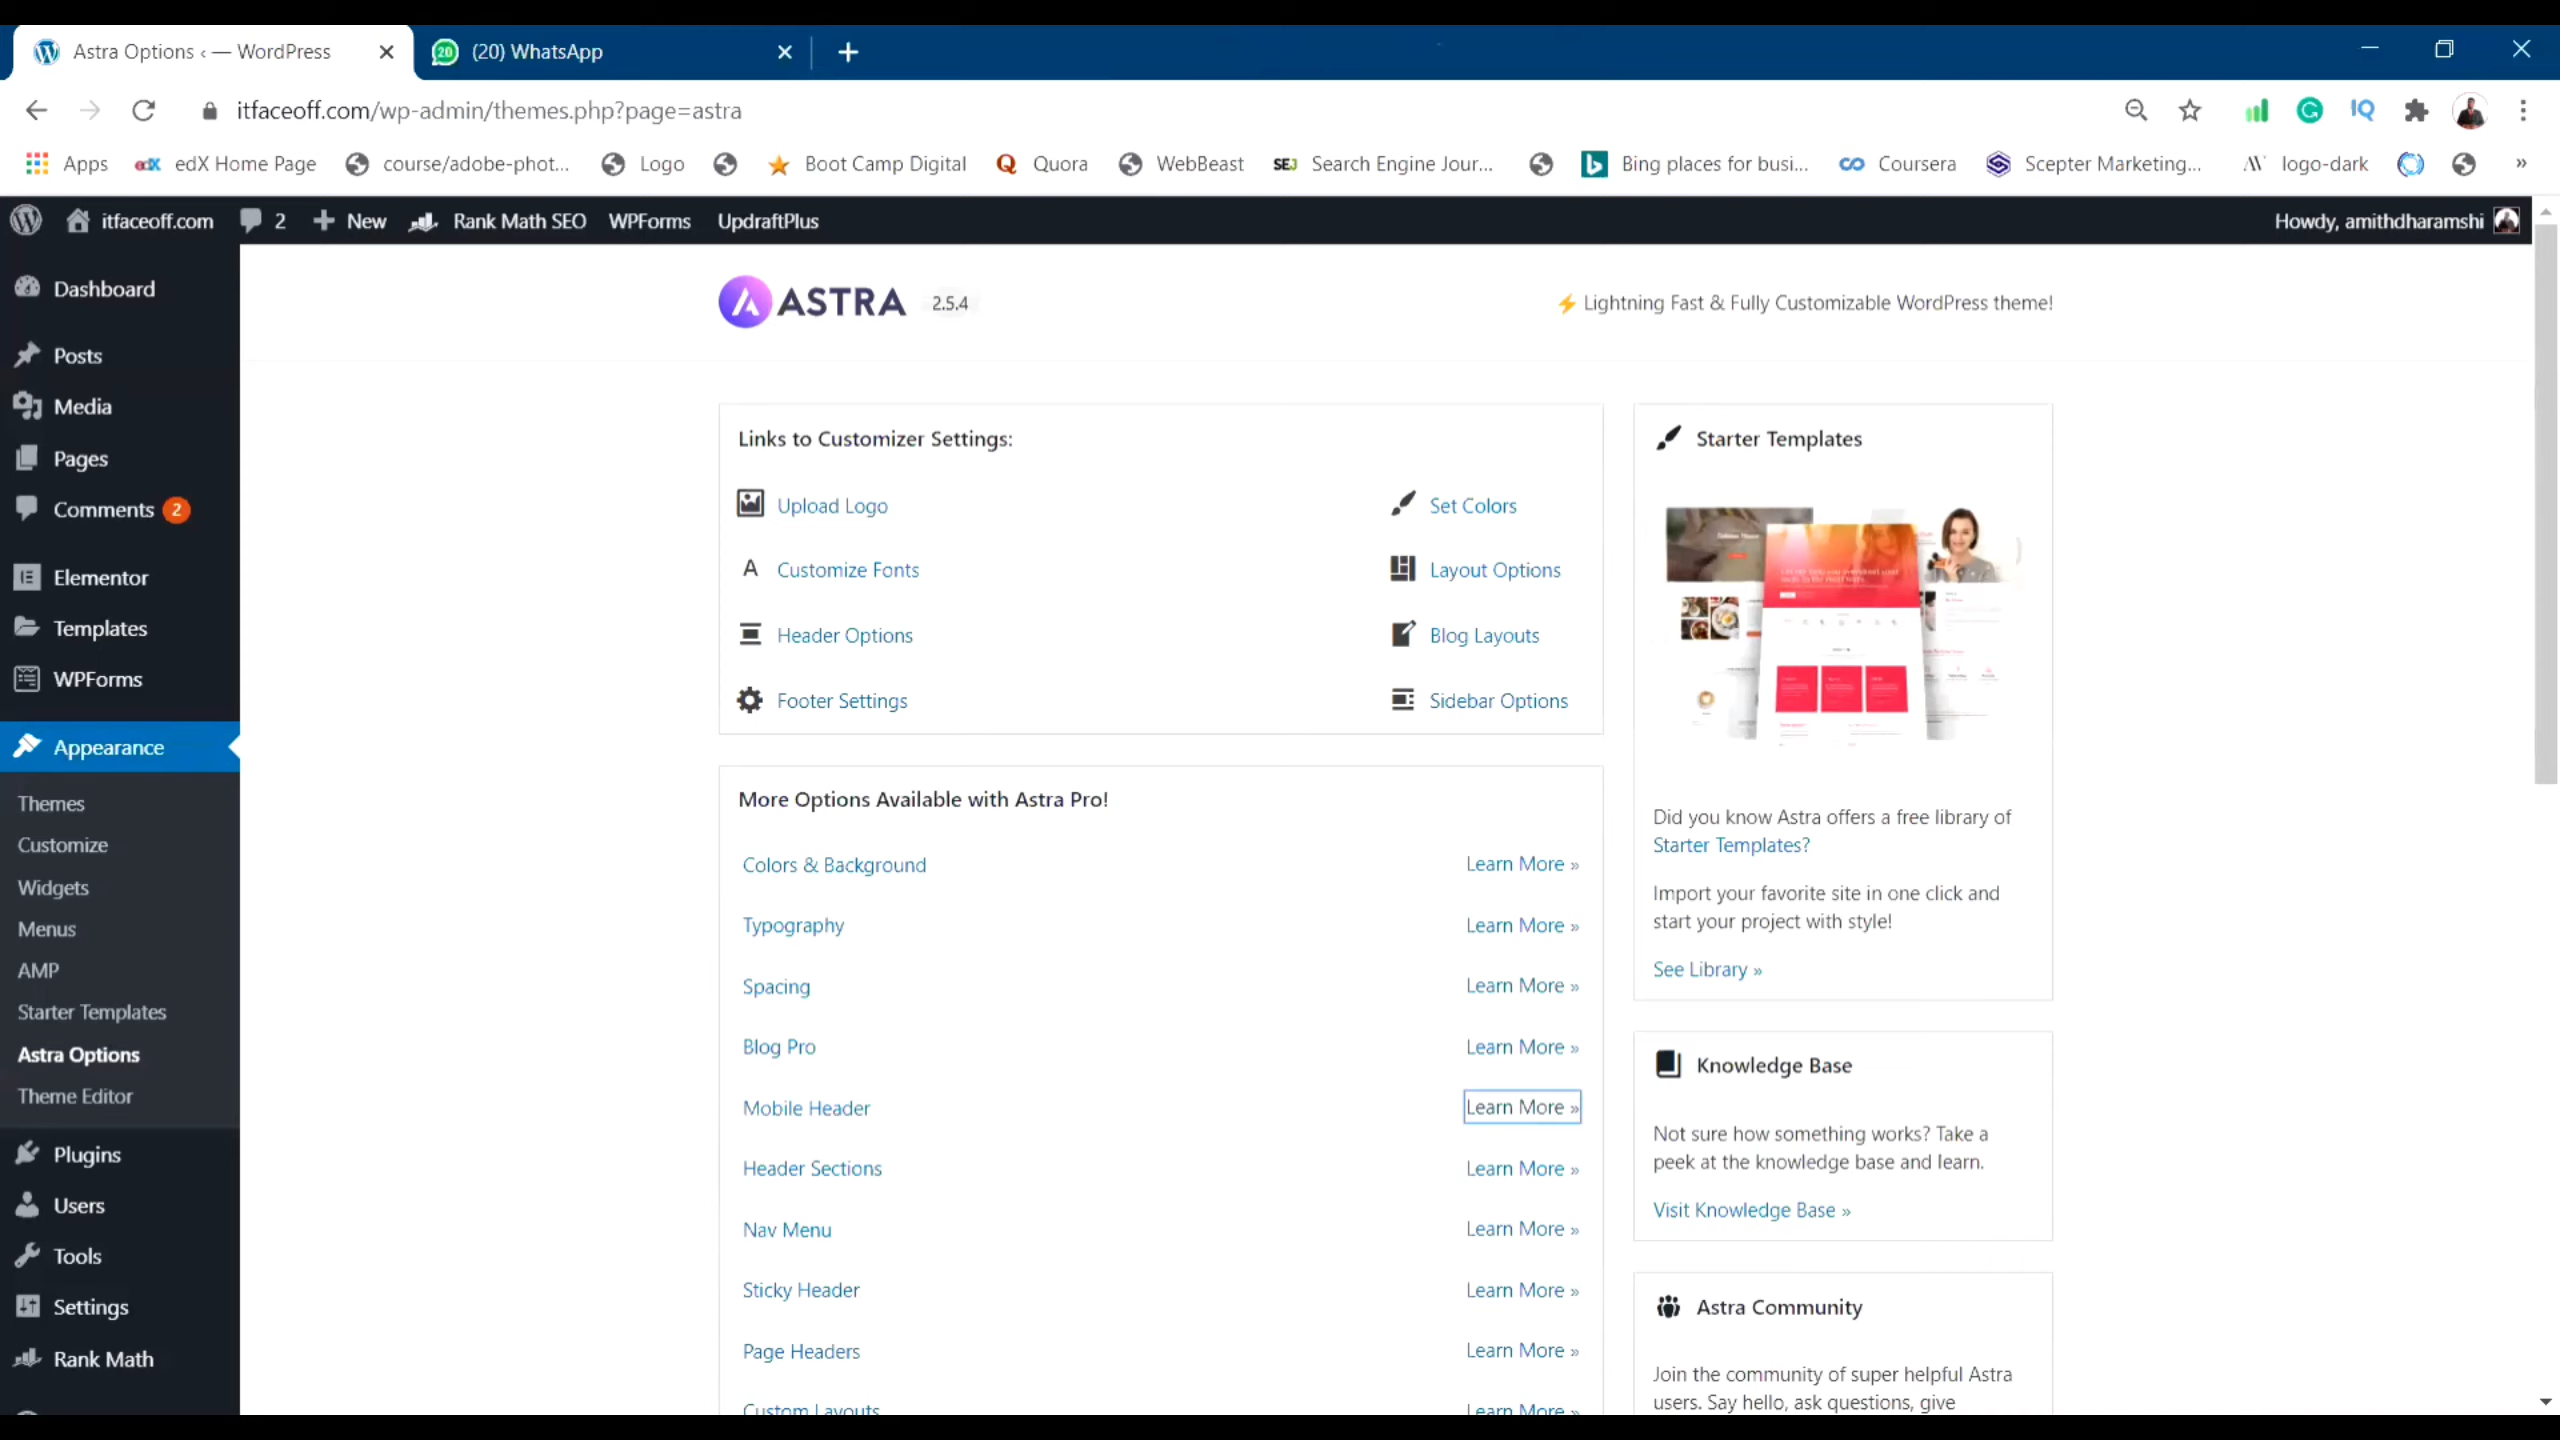 Astra Options ‹ — WordPress
20
(20) WhatsApp
itfaceoff.com/wp-admin/themes.php?page=astra
IQ
Apps
edX
edX Home Page
course/adobe-phot...
Logo
Boot Camp Digital
Quora
WebBeast
SEJ
Search Engine Jour...
Bing places for busi...
Coursera
Scepter Marketing...
logo-dark
»
itfaceoff.com
2
New
Rank Math SEO
WPForms
UpdraftPlus
Howdy, amithdharamshi
Dashboard
Posts
Media
Pages
Comments 2
Elementor
Templates
WPForms
Appearance
Themes
Customize
Widgets
Menus
AMP
Starter Templates
Astra Options
Theme Editor
Plugins
Users
Tools
Settings
Rank Math
ASTRA 2.5.4
Lightning Fast & Fully Customizable WordPress theme!
Links to Customizer Settings:
Upload Logo
Set Colors
A Customize Fonts
Layout Options
Header Options
Blog Layouts
Footer Settings
Sidebar Options
More Options Available with Astra Pro!
Colors & Background
Learn More »
Typography
Learn More »
Spacing
Learn More »
Blog Pro
Learn More »
Mobile Header
Learn More »
Header Sections
Learn More »
Nav Menu
Learn More »
Sticky Header
Learn More »
Page Headers
Learn More »
Custom Layouts
Learn More »
Starter Templates
Did you know Astra offers a free library of
Starter Templates?
Import your favorite site in one click and
start your project with style!
See Library »
Knowledge Base
Not sure how something works? Take a
peek at the knowledge base and learn.
Visit Knowledge Base »
Astra Community
Join the community of super helpful Astra
users. Say hello, ask questions, give